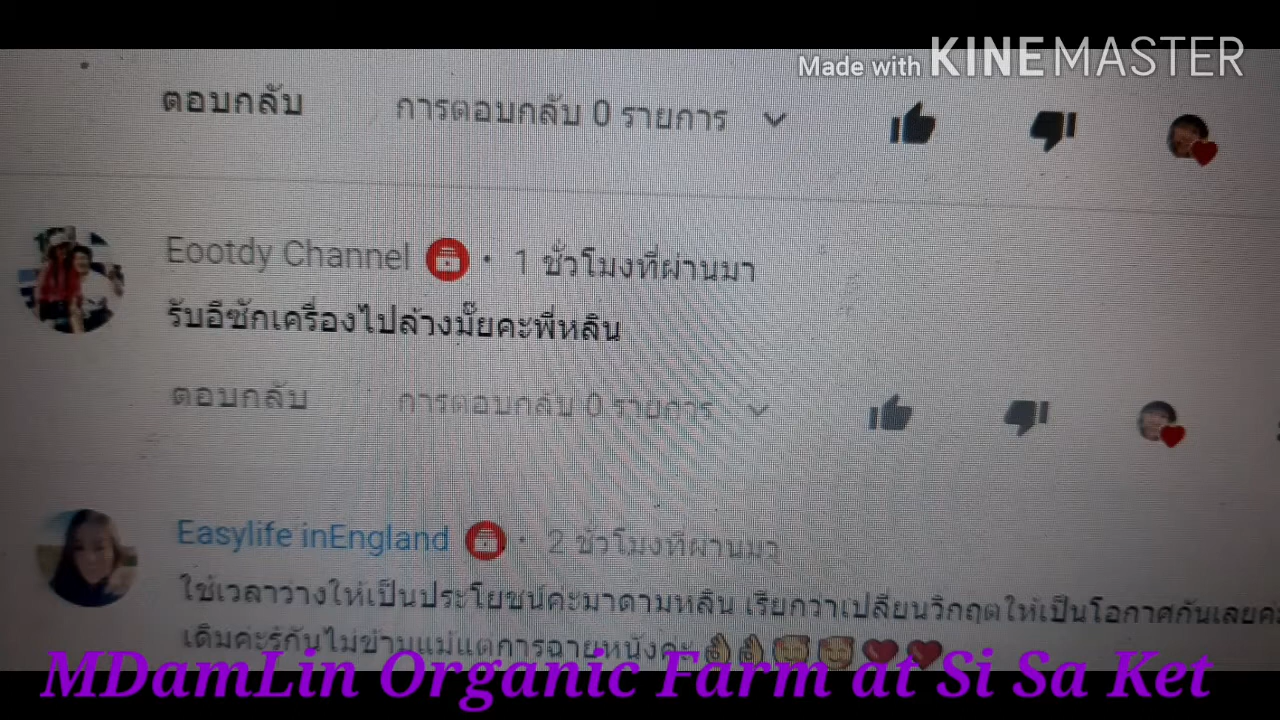 Made with KINEMASTER
ตอบกลับ การตอบกลับ 0 รายการ
Eootdy Channel · 1 ชั่วโมงที่ผ่านมา
รับอีซักเครื่องไปล้างมั๊ยคะพี่หลิน
ตอบกลับ การตอบกลับ 0 รายการ
Easylife inEngland · 2 ชั่วโมงที่ผ่านมา
ใช้เวลาว่างให้เป็นประโยชน์ค่ะมาดามหลิน เรียกว่าเปลี่ยนวิกฤตให้เป็นโอกาศกันเลย
MDamLin Organic Farm at Si Sa Ket